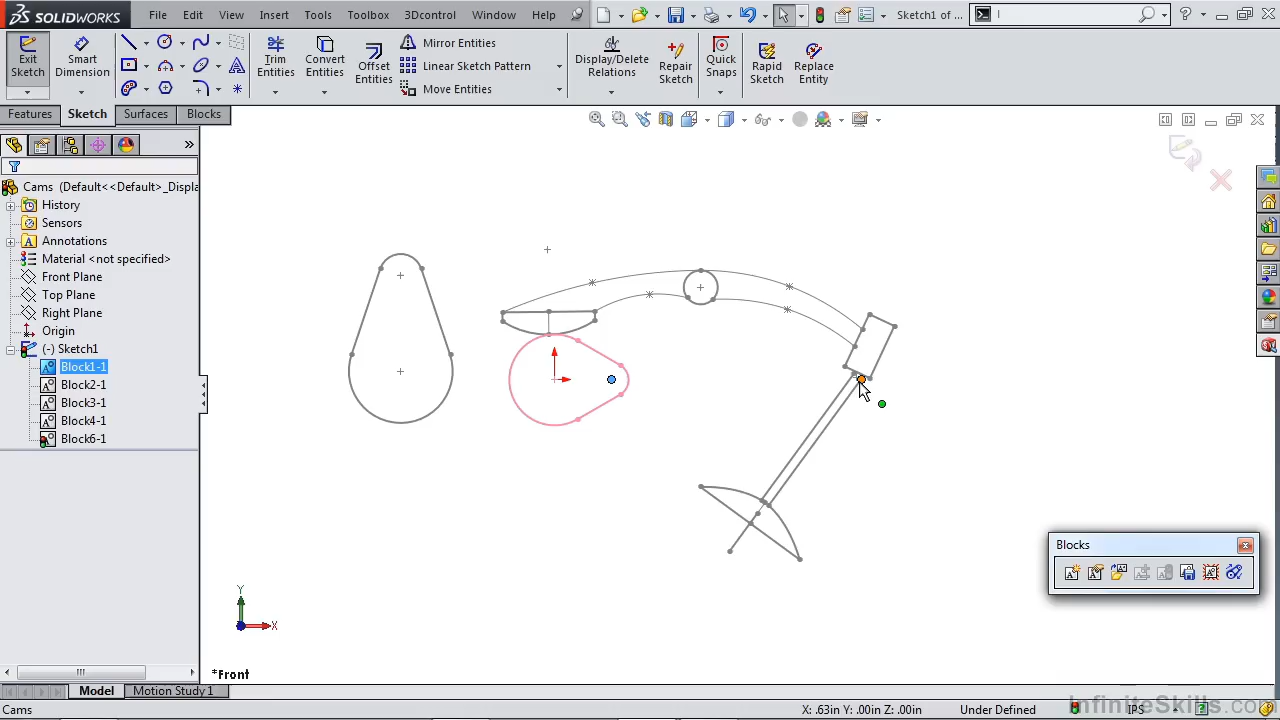 SOLIDWORKS File Edit View Insert Tools Toolbox 3Dcontrol Window Help Sketch1 of ...
Exit Sketch
Smart Dimension
Trim Entities
Convert Entities
Offset Entities
Mirror Entities
Linear Sketch Pattern
Move Entities
Display/Delete Relations
Repair Sketch
Quick Snaps
Rapid Sketch
Replace Entity
Features Sketch Surfaces Blocks
Cams (Default<<Default>_Displa
History
Sensors
Annotations
Material <not specified>
Front Plane
Top Plane
Right Plane
Origin
(-) Sketch1
Block1-1
Block2-1
Block3-1
Block4-1
Block6-1
Blocks
Y
X
*Front
Model Motion Study 1
InfiniteSkills.com
Cams X: .63in Y: .00in Z: .00in Under Defined IPS